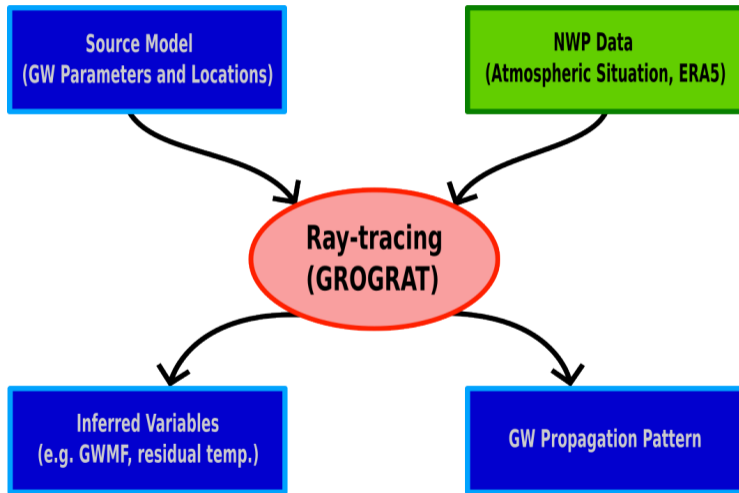 Source Model
(GW Parameters and Locations)
NWP Data
(Atmospheric Situation, ERA5)
Ray-tracing
(GROGRAT)
Inferred Variables
(e.g. GWMF, residual temp.)
GW Propagation Pattern